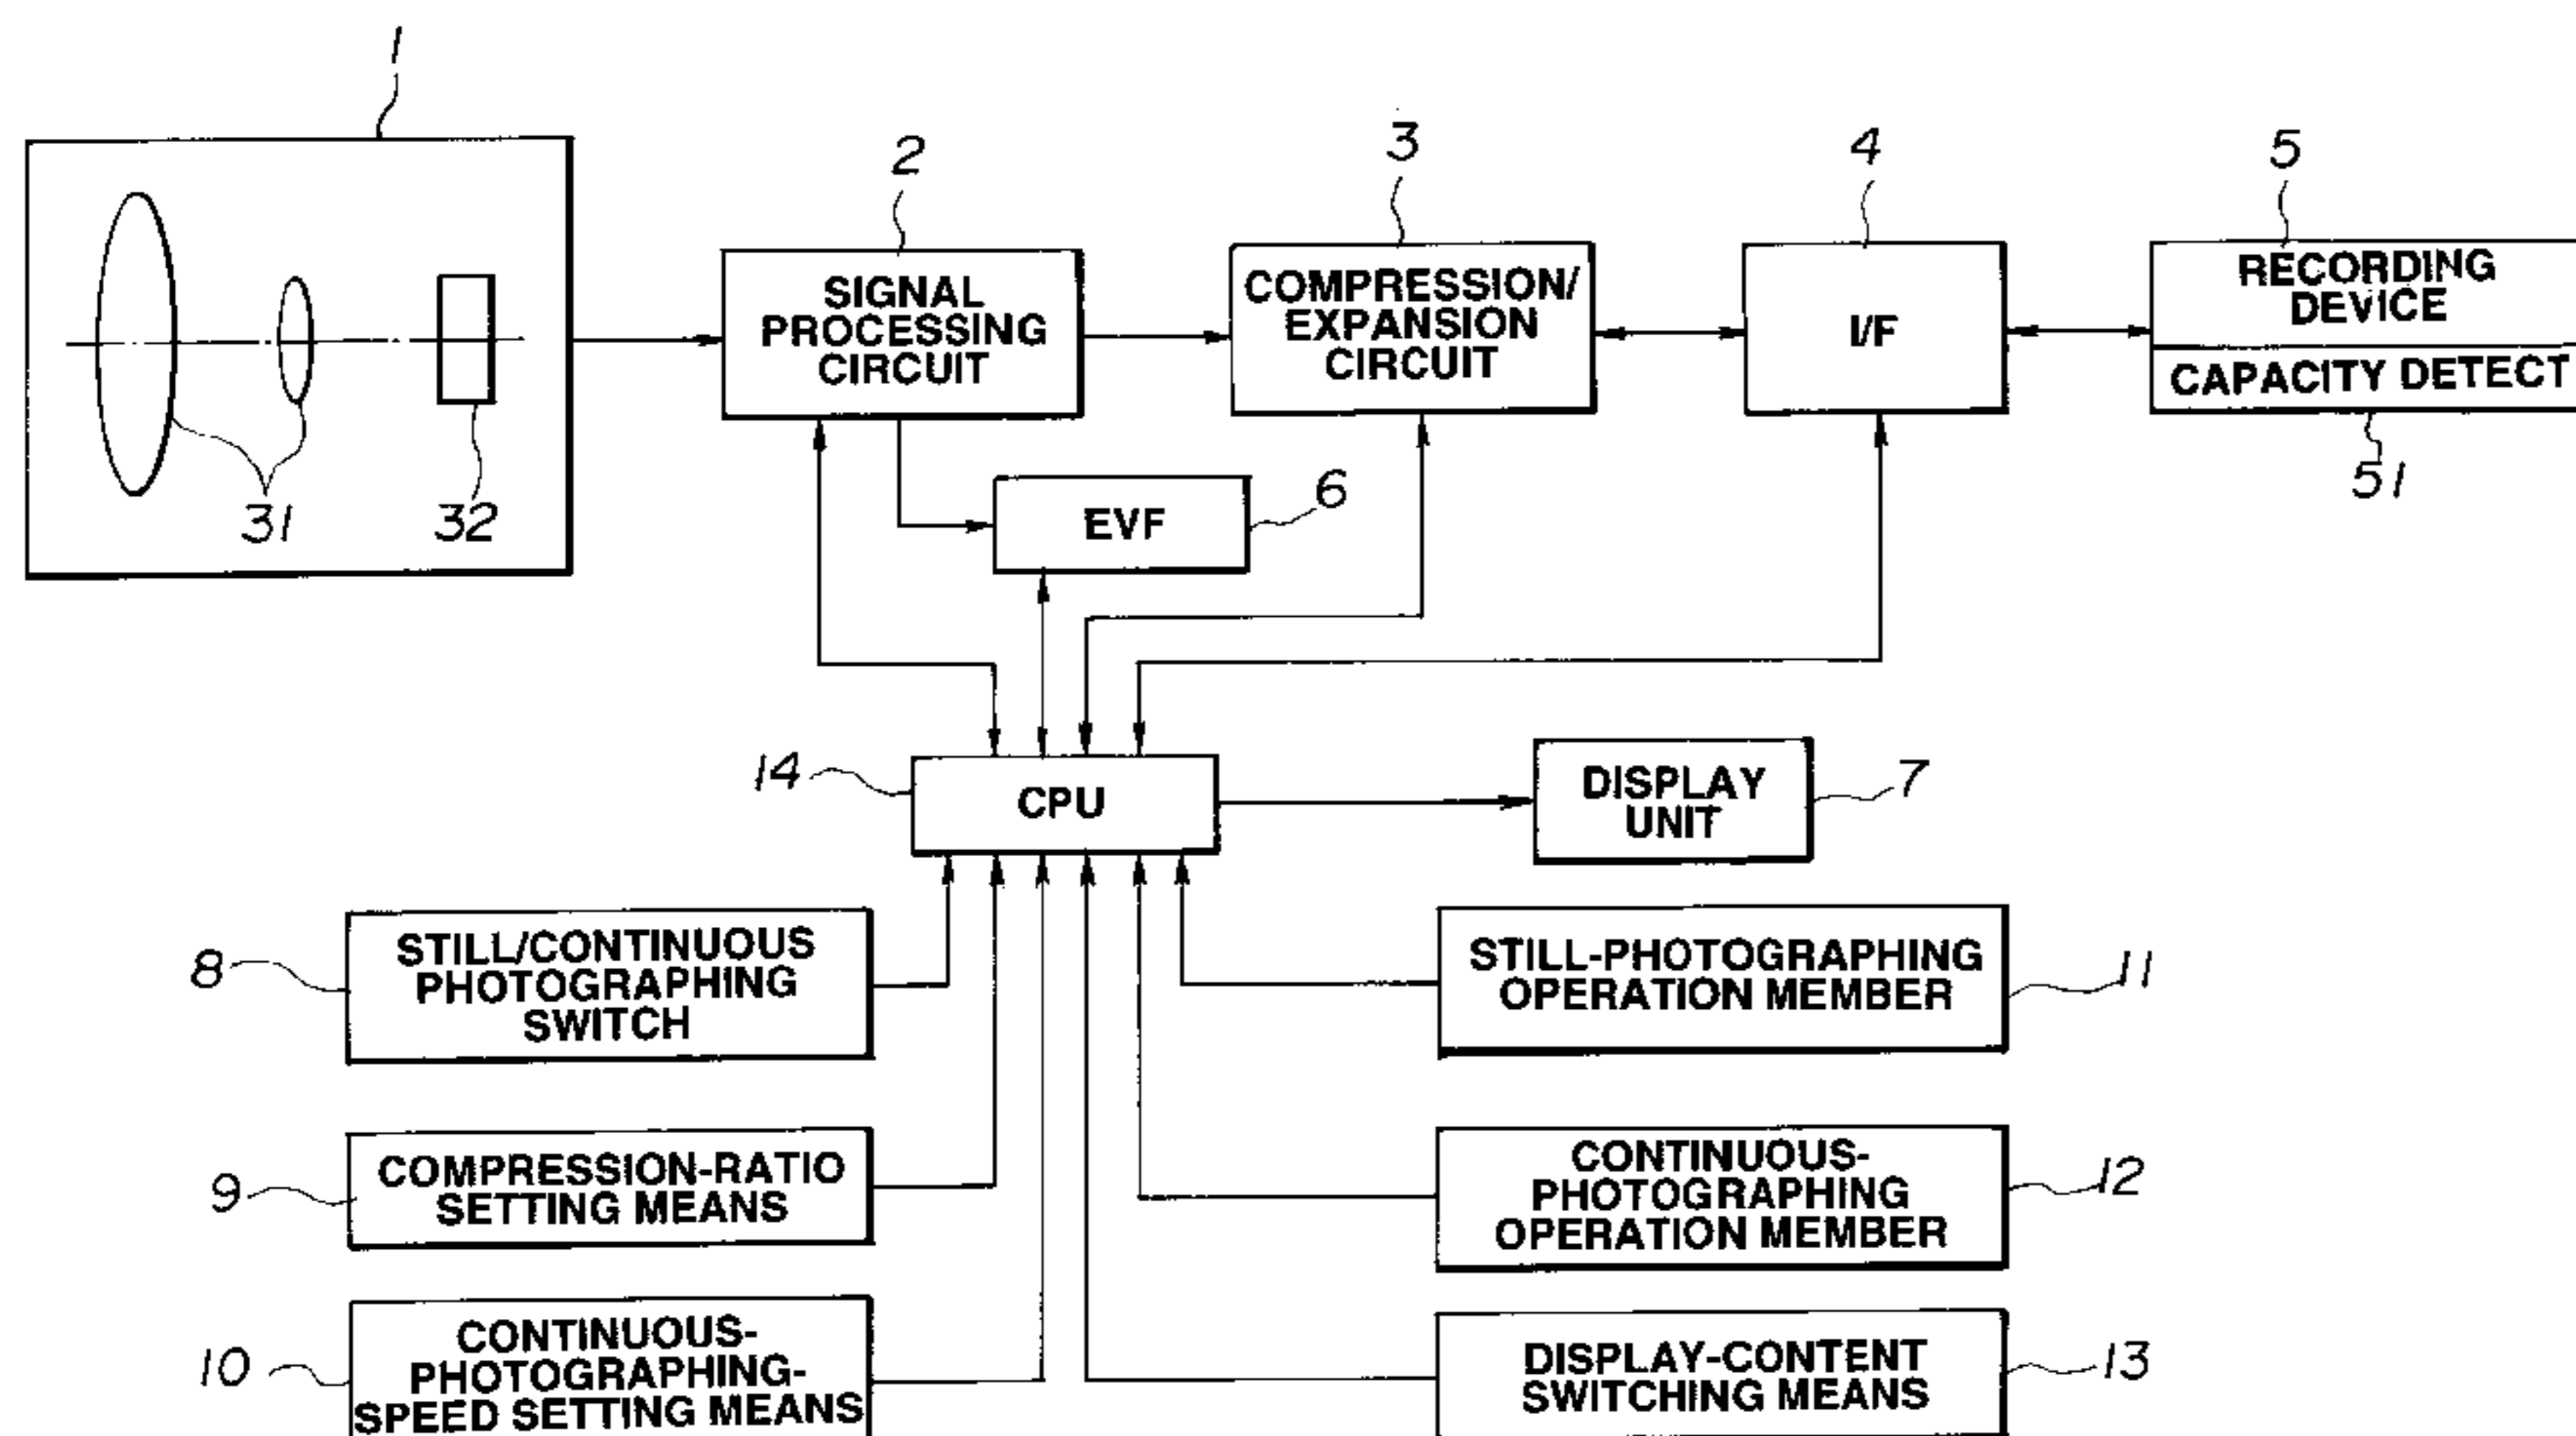 1
2
3
4
5
SIGNAL
PROCESSING
CIRCUIT
COMPRESSION/
EXPANSION
CIRCUIT
I/F
RECORDING
DEVICE
CAPACITY DETECT
51
31
32
EVF
6
14
CPU
DISPLAY
UNIT
7
8
STILL/CONTINUOUS
PHOTOGRAPHING
SWITCH
STILL-PHOTOGRAPHING
OPERATION MEMBER
11
9
COMPRESSION-RATIO
SETTING MEANS
CONTINUOUS-
PHOTOGRAPHING
OPERATION MEMBER
12
10
CONTINUOUS-
PHOTOGRAPHING-
SPEED SETTING MEANS
DISPLAY-CONTENT
SWITCHING MEANS
13